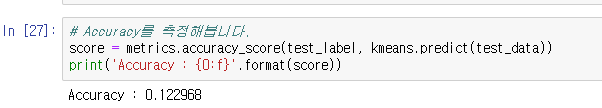 In [27]:
# Accuracy를 측정해봅니다.
score = metrics.accuracy_score(test_label, kmeans.predict(test_data))
print('Accuracy : {0:f}'.format(score))
Accuracy : 0.122968